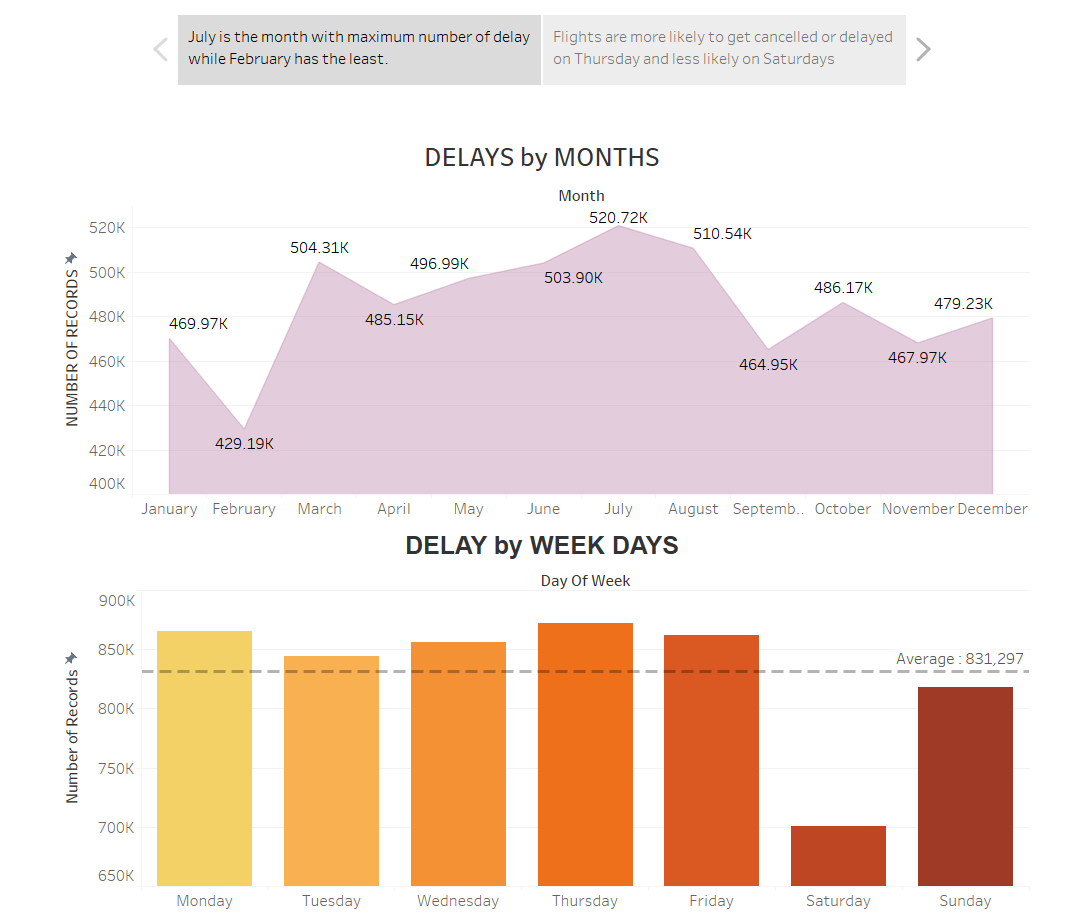 July is the month with maximum number of delay
while February has the least.
Flights are more likely to get cancelled or delayed
on Thursday and less likely on Saturdays
DELAYS by MONTHS
Month
NUMBER OF RECORDS
520K
500K
480K
460K
440K
420K
400K
469.97K
429.19K
504.31K
485.15K
496.99K
503.90K
520.72K
510.54K
464.95K
486.17K
467.97K
479.23K
January
February
March
April
May
June
July
August
Septemb..
October
November
December
DELAY by WEEK DAYS
Day Of Week
Number of Records
900K
850K
800K
750K
700K
650K
Average : 831,297
Monday
Tuesday
Wednesday
Thursday
Friday
Saturday
Sunday